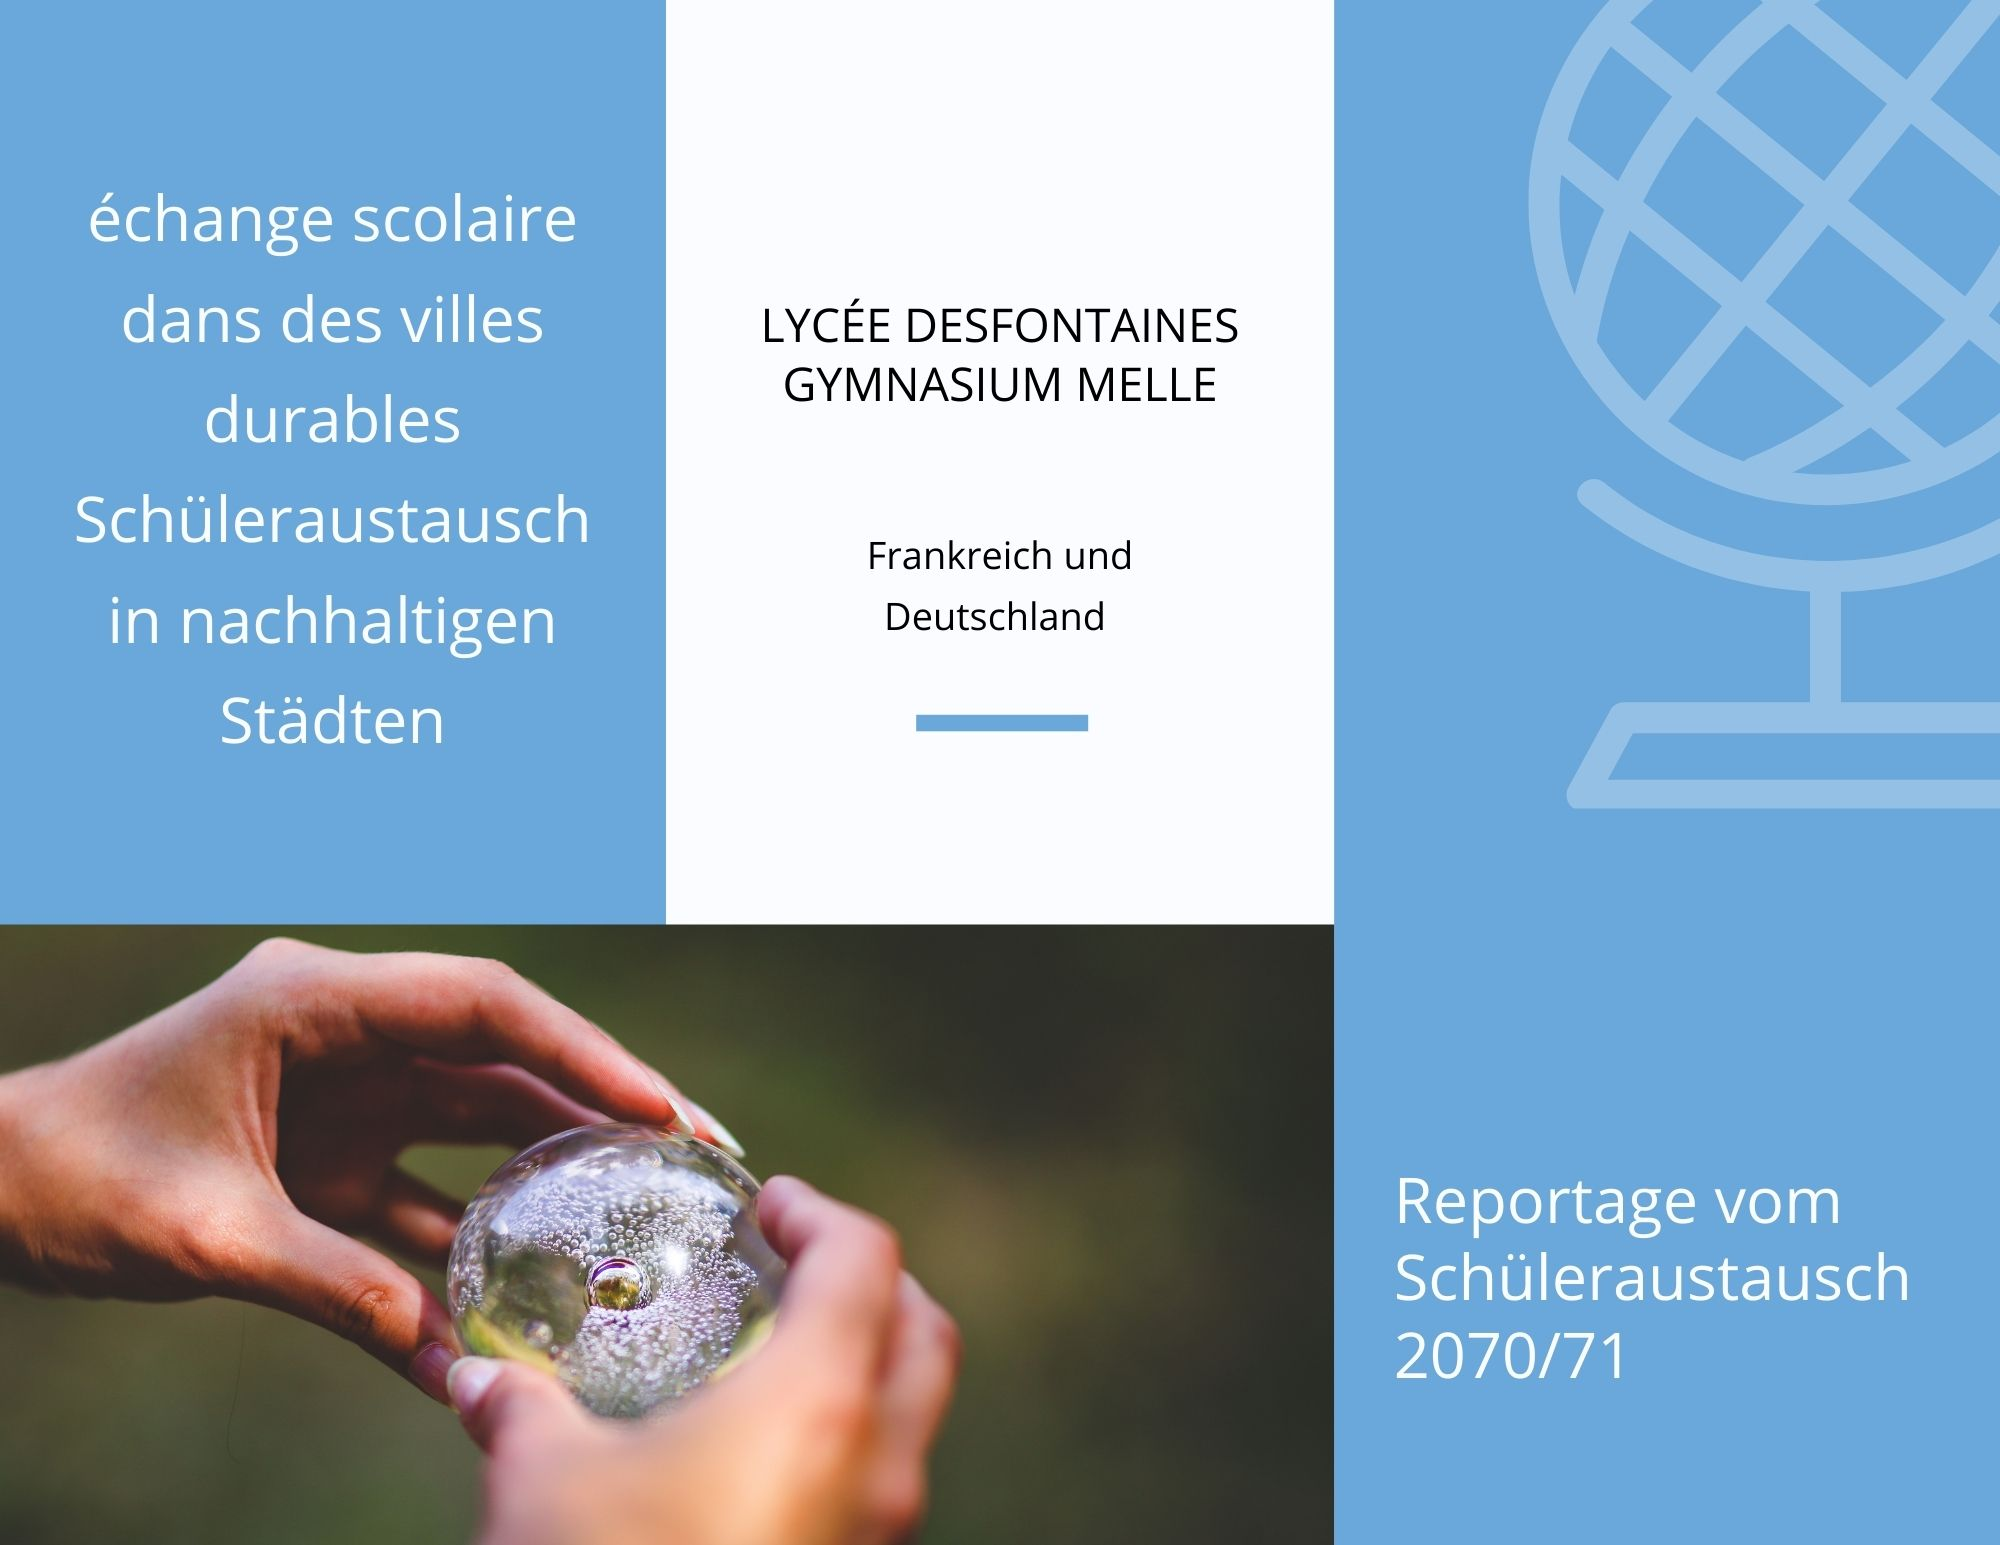 échange scolaire
dans des villes
durables
Schüleraustausch
in nachhaltigen
Städten
LYCÉE DESFONTAINES
GYMNASIUM MELLE
Frankreich und
Deutschland
Reportage vom
Schüleraustausch
2070/71